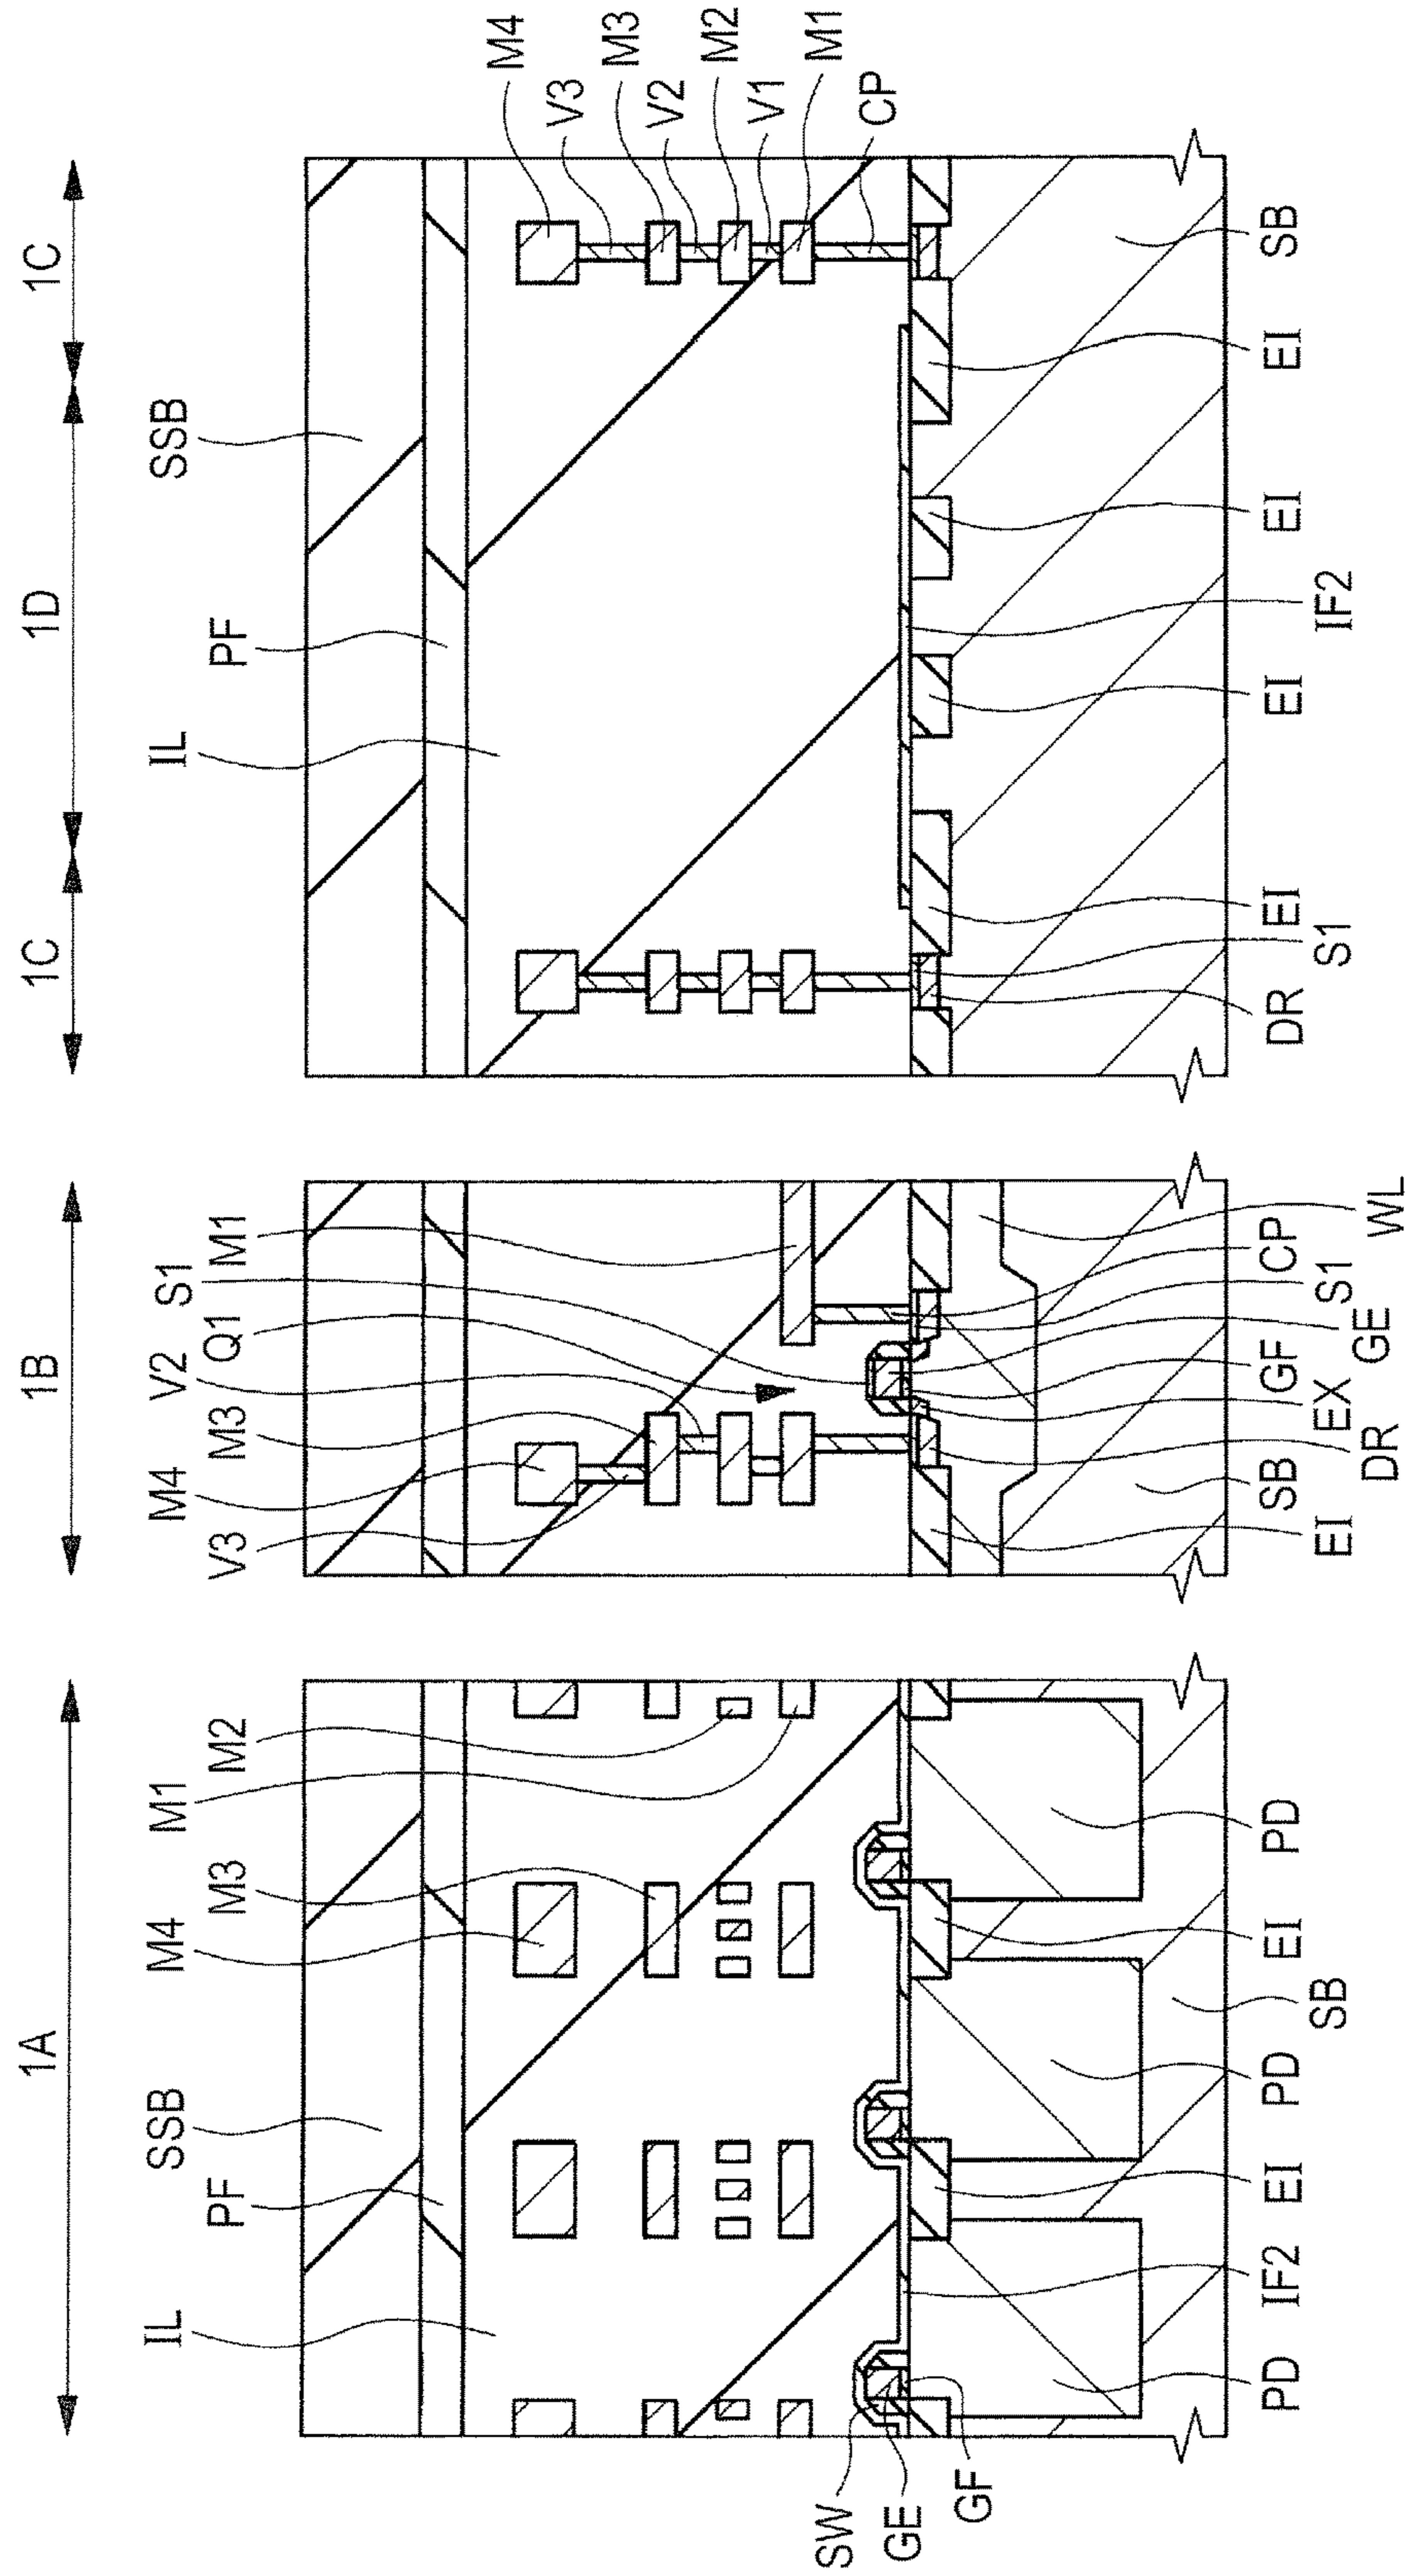 1A
1B
1C
1D
1C
IL
PF
SSB
M4
M3
M1
M2
V3
M4
M3
V2
Q1
S1
M1
IL
PF
SSB
M4
V3
M3
V2
M2
V1
M1
CP
SW
GE
GF
PD
IF2
EI
PD
SB
EI
PD
EI
SB
DR
EX
GF
GE
S1
CP
WL
DR
S1
EI
EI
IF2
EI
EI
SB